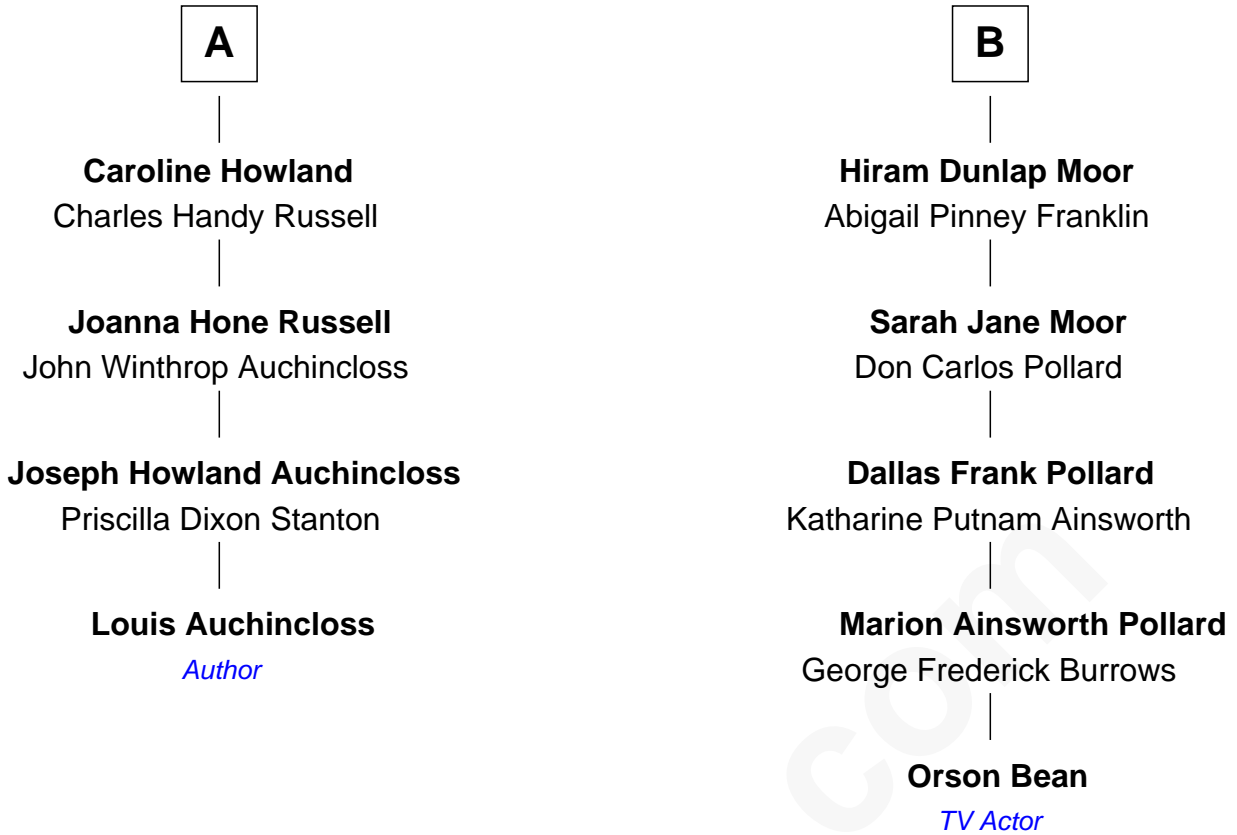 A
Caroline Howland
Charles Handy Russell
Joanna Hone Russell
John Winthrop Auchincloss
Joseph Howland Auchincloss
Priscilla Dixon Stanton
Louis Auchincloss
Author
B
Hiram Dunlap Moor
Abigail Pinney Franklin
Sarah Jane Moor
Don Carlos Pollard
Dallas Frank Pollard
Katharine Putnam Ainsworth
Marion Ainsworth Pollard
George Frederick Burrows
Orson Bean
TV Actor
com